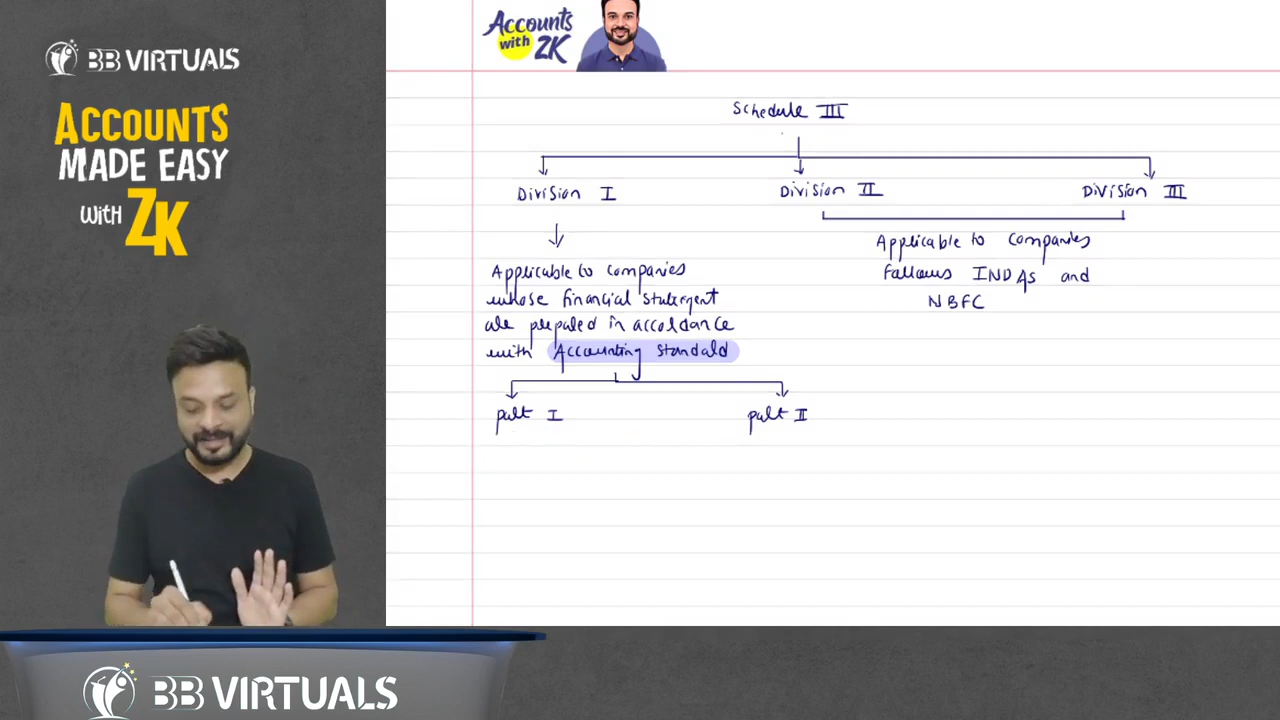 BB VIRTUALS
ACCOUNTS
MADE EASY
with ZK
Accounts
with ZK
Schedule III
Division I
Division II
Division III
Applicable to companies
whose financial statement
are prepared in accordance
with Accounting standard
Part I
Part II
Applicable to companies
follows INDAS and
NBFC
BB VIRTUALS